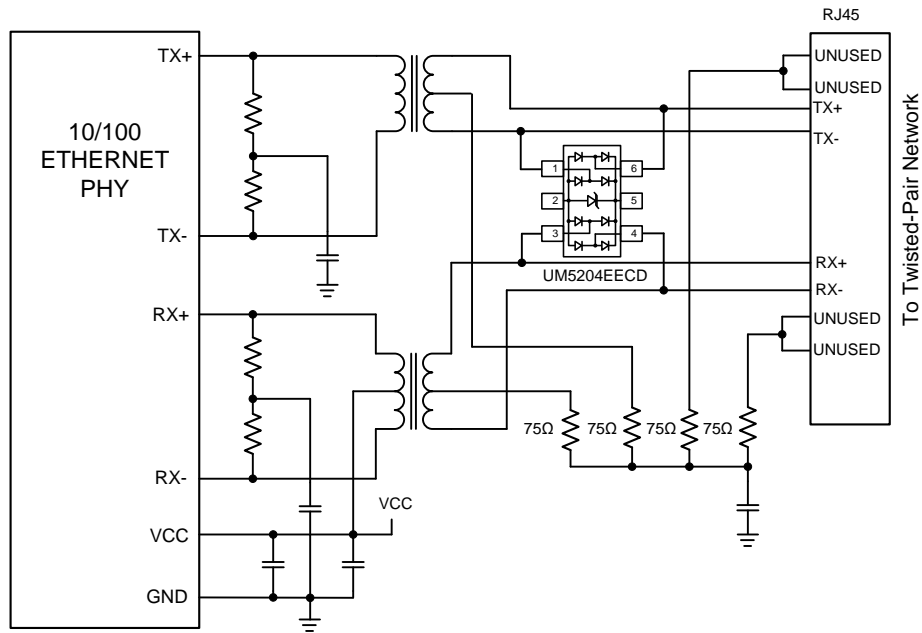 RJ45
TX+
10/100
ETHERNET
PHY
TX-
RX+
RX-
VCC
GND
VCC
1
2
3
6
5
4
UM5204EECD
75Ω
75Ω
75Ω
75Ω
UNUSED
UNUSED
TX+
TX-
RX+
RX-
UNUSED
UNUSED
To Twisted-Pair Network